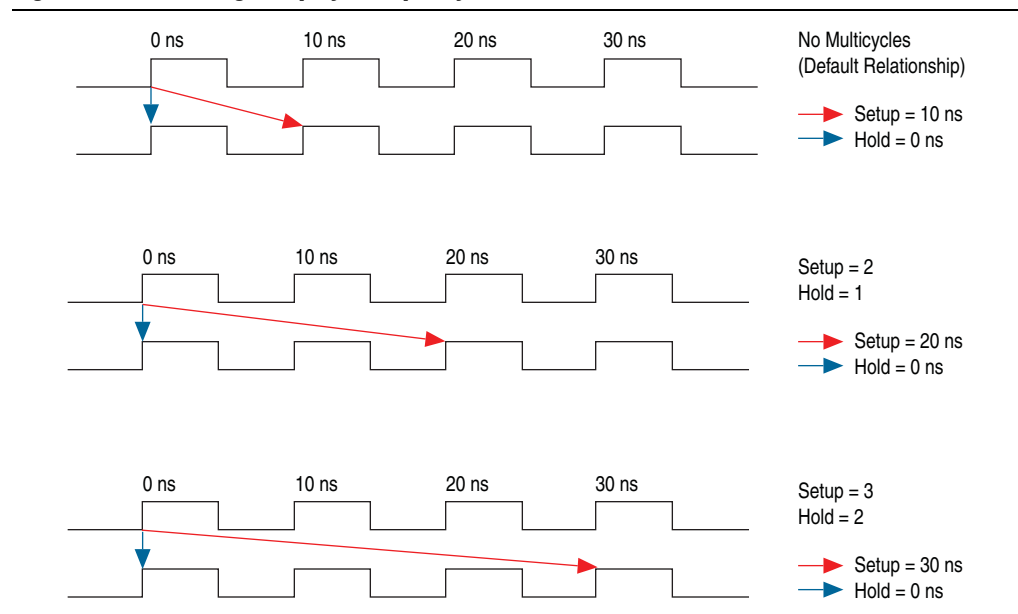 0 ns 10 ns 20 ns 30 ns
No Multicycles
(Default Relationship)
Setup = 10 ns
Hold = 0 ns
0 ns 10 ns 20 ns 30 ns
Setup = 2
Hold = 1
Setup = 20 ns
Hold = 0 ns
0 ns 10 ns 20 ns 30 ns
Setup = 3
Hold = 2
Setup = 30 ns
Hold = 0 ns